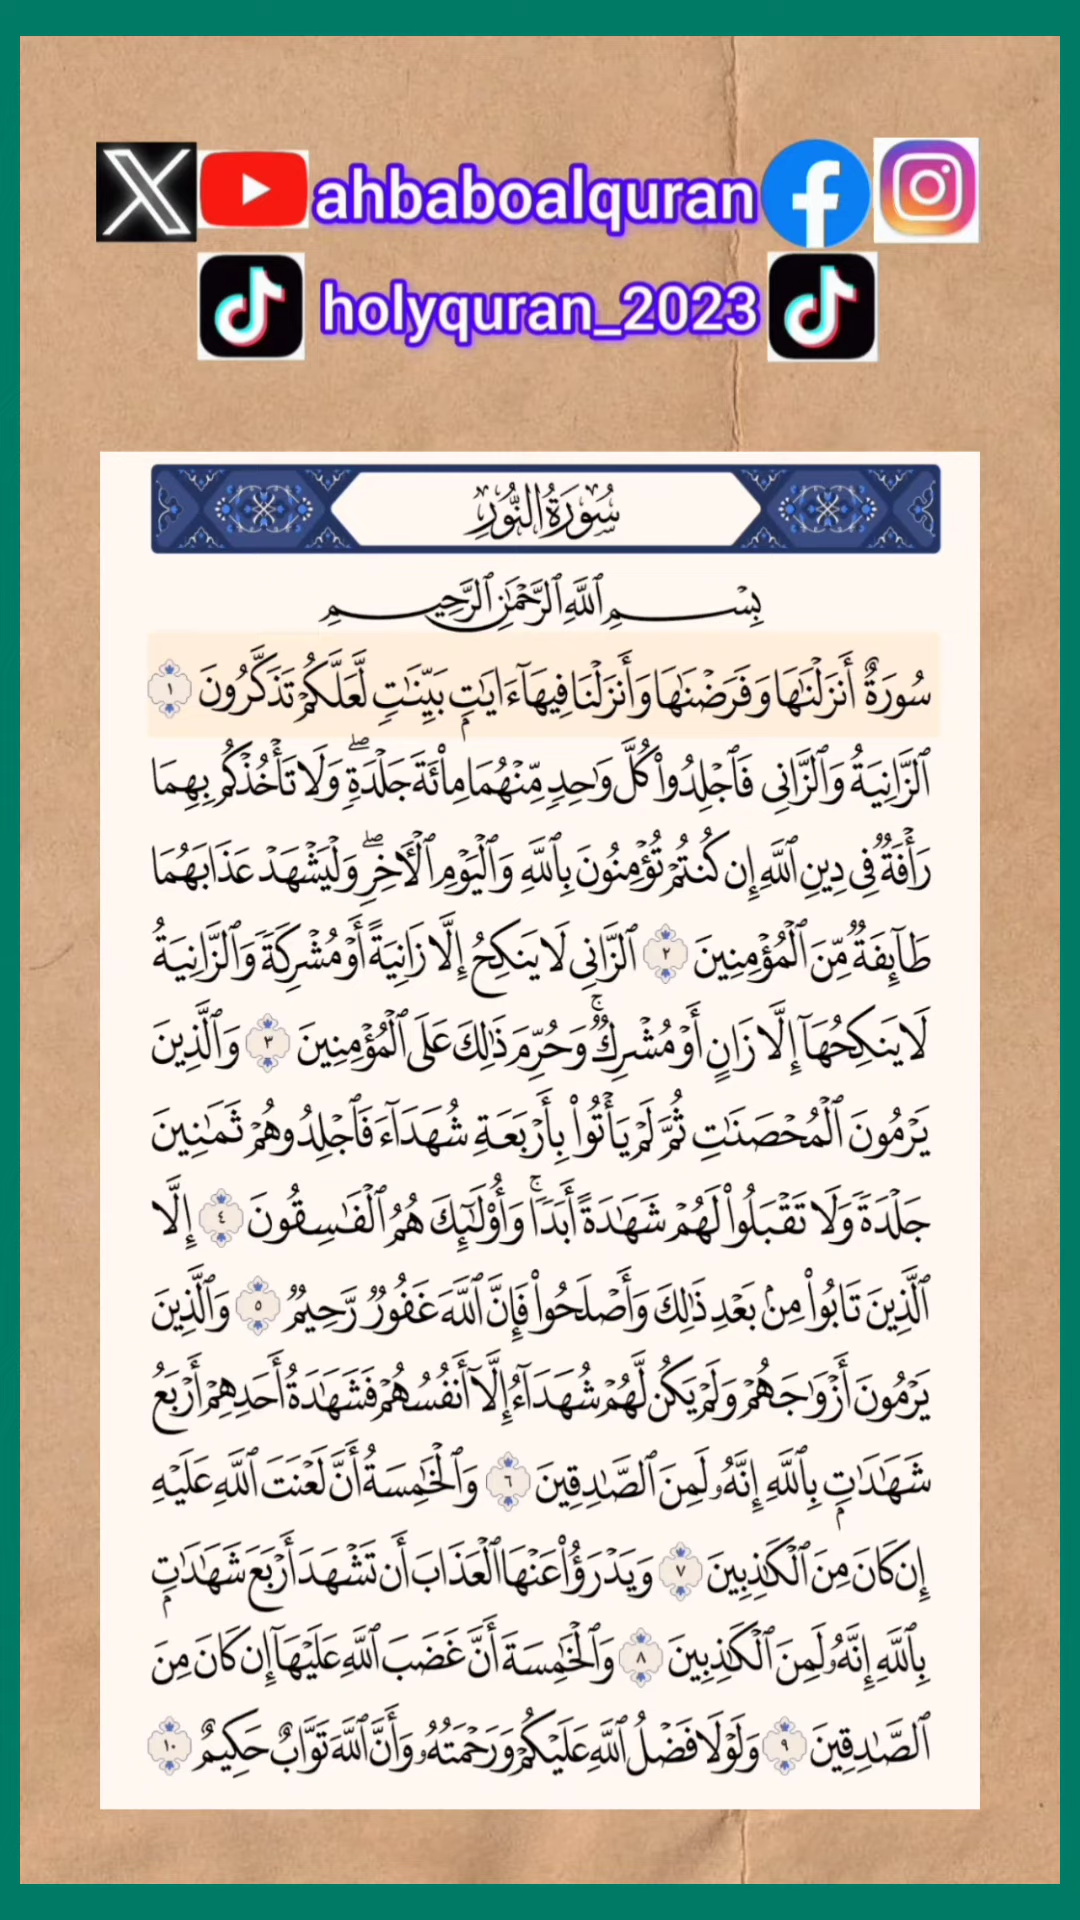 ahbaboalquran
holyquran_2023
سُورَةُ النُّورِ
بِسْمِ ٱللَّهِ ٱلرَّحْمَٰنِ ٱلرَّحِيمِ
سُورَةٌ أَنزَلْنَٰهَا وَفَرَضْنَٰهَا وَأَنزَلْنَا فِيهَآ ءَايَٰتٍۭ بَيِّنَٰتٍ لَّعَلَّكُمْ تَذَكَّرُونَ ١
ٱلزَّانِيَةُ وَٱلزَّانِى فَٱجْلِدُوا۟ كُلَّ وَٰحِدٍ مِّنْهُمَا مِا۟ئَةَ جَلْدَةٍ ۖ وَلَا تَأْخُذْكُم بِهِمَا
رَأْفَةٌ فِى دِينِ ٱللَّهِ إِن كُنتُمْ تُؤْمِنُونَ بِٱللَّهِ وَٱلْيَوْمِ ٱلْءَاخِرِ ۖ وَلْيَشْهَدْ عَذَابَهُمَا
طَآئِفَةٌ مِّنَ ٱلْمُؤْمِنِينَ ٢ ٱلزَّانِى لَا يَنكِحُ إِلَّا زَانِيَةً أَوْ مُشْرِكَةً وَٱلزَّانِيَةُ
لَا يَنكِحُهَآ إِلَّا زَانٍ أَوْ مُشْرِكٌ ۚ وَحُرِّمَ ذَٰلِكَ عَلَى ٱلْمُؤْمِنِينَ ٣ وَٱلَّذِينَ
يَرْمُونَ ٱلْمُحْصَنَٰتِ ثُمَّ لَمْ يَأْتُوا۟ بِأَرْبَعَةِ شُهَدَآءَ فَٱجْلِدُوهُمْ ثَمَٰنِينَ
جَلْدَةً وَلَا تَقْبَلُوا۟ لَهُمْ شَهَٰدَةً أَبَدًا ۚ وَأُو۟لَٰٓئِكَ هُمُ ٱلْفَٰسِقُونَ ٤ إِلَّا
ٱلَّذِينَ تَابُوا۟ مِنۢ بَعْدِ ذَٰلِكَ وَأَصْلَحُوا۟ فَإِنَّ ٱللَّهَ غَفُورٌ رَّحِيمٌ ٥ وَٱلَّذِينَ
يَرْمُونَ أَزْوَٰجَهُمْ وَلَمْ يَكُن لَّهُمْ شُهَدَآءُ إِلَّآ أَنفُسُهُمْ فَشَهَٰدَةُ أَحَدِهِمْ أَرْبَعُ
شَهَٰدَٰتٍۭ بِٱللَّهِ إِنَّهُۥ لَمِنَ ٱلصَّٰدِقِينَ ٦ وَٱلْخَٰمِسَةُ أَنَّ لَعْنَتَ ٱللَّهِ عَلَيْهِ
إِن كَانَ مِنَ ٱلْكَٰذِبِينَ ٧ وَيَدْرَؤُا۟ عَنْهَا ٱلْعَذَابَ أَن تَشْهَدَ أَرْبَعَ شَهَٰدَٰتٍۭ
بِٱللَّهِ إِنَّهُۥ لَمِنَ ٱلْكَٰذِبِينَ ٨ وَٱلْخَٰمِسَةَ أَنَّ غَضَبَ ٱللَّهِ عَلَيْهَآ إِن كَانَ مِنَ
ٱلصَّٰدِقِينَ ٩ وَلَوْلَا فَضْلُ ٱللَّهِ عَلَيْكُمْ وَرَحْمَتُهُۥ وَأَنَّ ٱللَّهَ تَوَّابٌ حَكِيمٌ ١٠